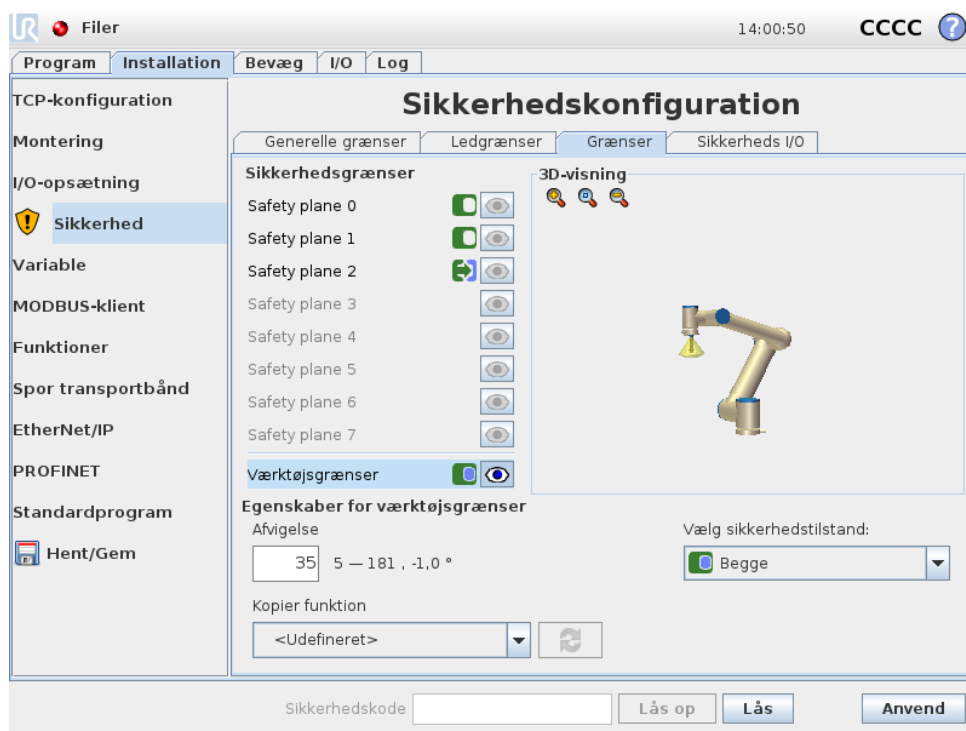 UR Filer 14:00:50 CCCC ?
Program Installation Bevæg I/O Log
TCP-konfiguration
Montering
I/O-opsætning
Sikkerhed
Variable
MODBUS-klient
Funktioner
Spor transportbånd
EtherNet/IP
PROFINET
Standardprogram
Hent/Gem
Sikkerhedskonfiguration
Generelle grænser Ledgrænser Grænser Sikkerheds I/O
Sikkerhedsgrænser
Safety plane 0
Safety plane 1
Safety plane 2
Safety plane 3
Safety plane 4
Safety plane 5
Safety plane 6
Safety plane 7
Værktøjsgrænser
3D-visning
Egenskaber for værktøjsgrænser
Afvigelse
35 5 — 181 , -1,0 °
Vælg sikkerhedstilstand:
Begge
Kopier funktion
<Udefineret>
Sikkerhedskode Lås op Lås Anvend